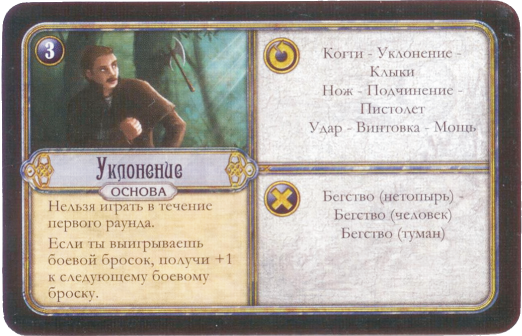 3
Уклонение
ОСНОВА
Нельзя играть в течение
первого раунда.
Если ты выигрываешь
боевой бросок, получи +1
к следующему боевому
броску.
Когти - Уклонение -
Клыки
Нож - Подчинение -
Пистолет
Удар - Винтовка - Мощь
Бегство (нетопырь) -
Бегство (человек)
Бегство (туман)